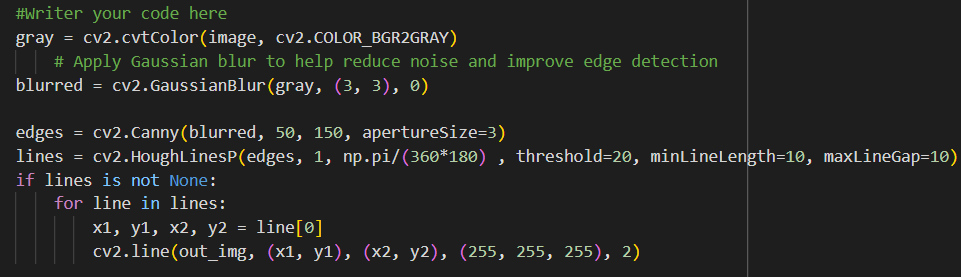 #Writer your code here
gray = cv2.cvtColor(image, cv2.COLOR_BGR2GRAY)
# Apply Gaussian blur to help reduce noise and improve edge detection
blurred = cv2.GaussianBlur(gray, (3, 3), 0)
edges = cv2.Canny(blurred, 50, 150, apertureSize=3)
lines = cv2.HoughLinesP(edges, 1, np.pi/(360*180) , threshold=20, minLineLength=10, maxLineGap=10)
if lines is not None:
for line in lines:
x1, y1, x2, y2 = line[0]
cv2.line(out_img, (x1, y1), (x2, y2), (255, 255, 255), 2)